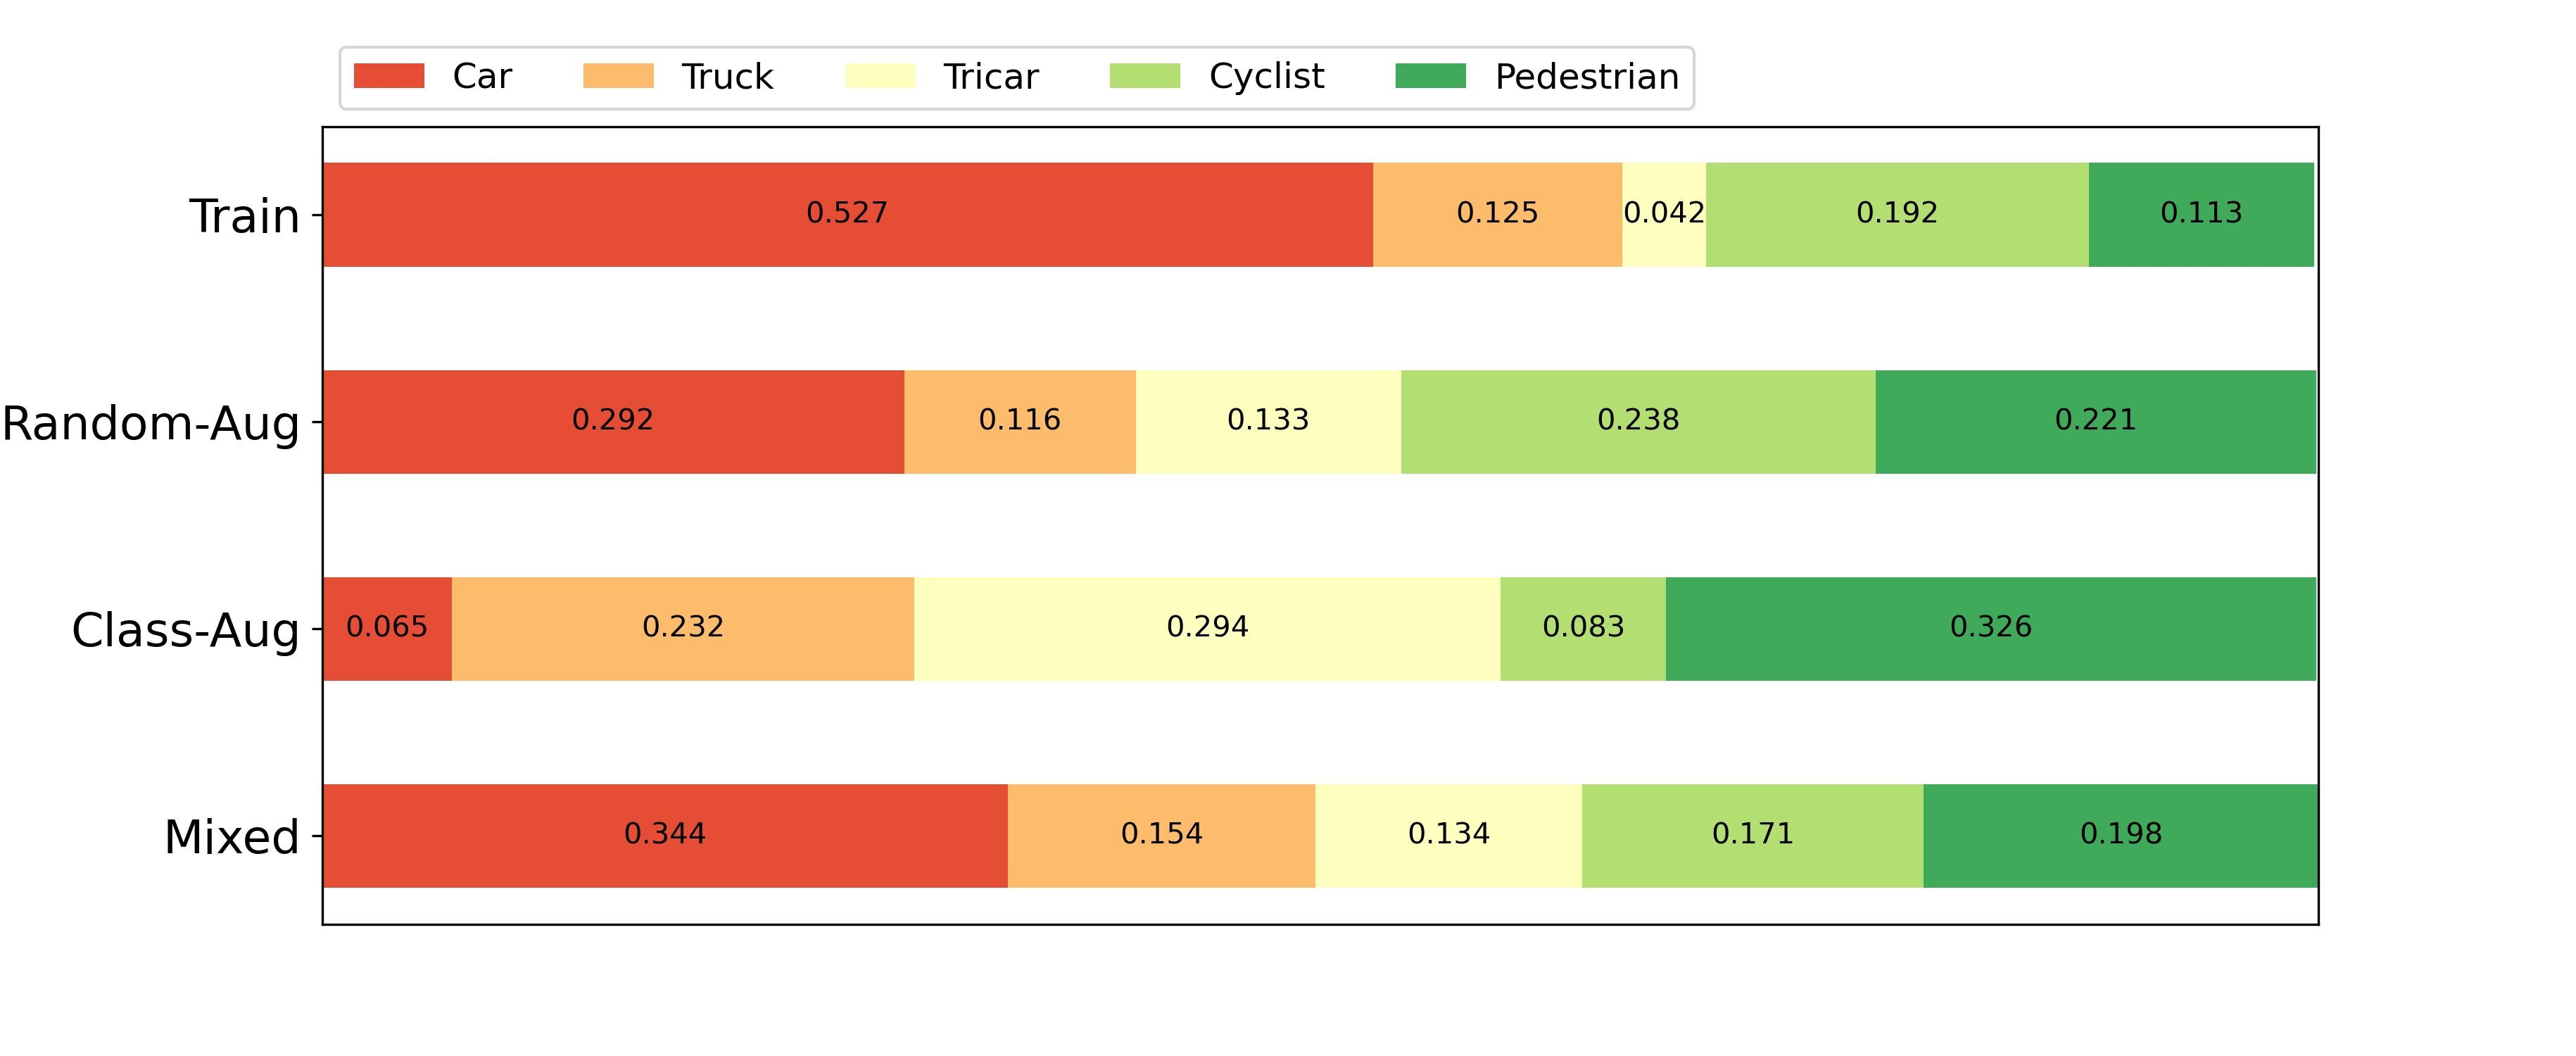 Car Truck Tricar Cyclist Pedestrian
Train 0.527 0.125 0.042 0.192 0.113
Random-Aug 0.292 0.116 0.133 0.238 0.221
Class-Aug 0.065 0.232 0.294 0.083 0.326
Mixed 0.344 0.154 0.134 0.171 0.198